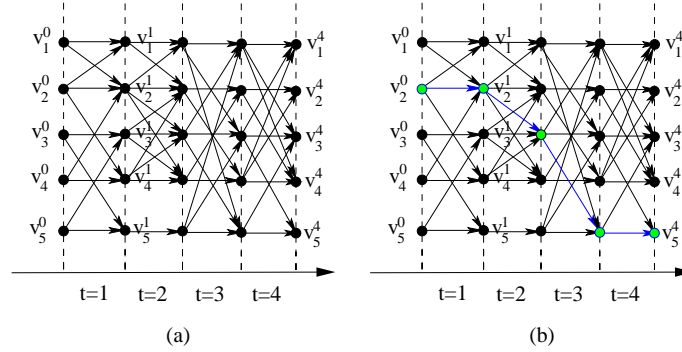 v_1^0 v_1^1 v_1^4
v_2^0 v_2^1 v_2^4
v_3^0 v_3^1 v_3^4
v_4^0 v_4^1 v_4^4
v_5^0 v_5^1 v_5^4
t=1 t=2 t=3 t=4
(a)
v_1^0 v_1^1 v_1^4
v_2^0 v_2^1 v_2^4
v_3^0 v_3^1 v_3^4
v_4^0 v_4^1 v_4^4
v_5^0 v_5^1 v_5^4
t=1 t=2 t=3 t=4
(b)